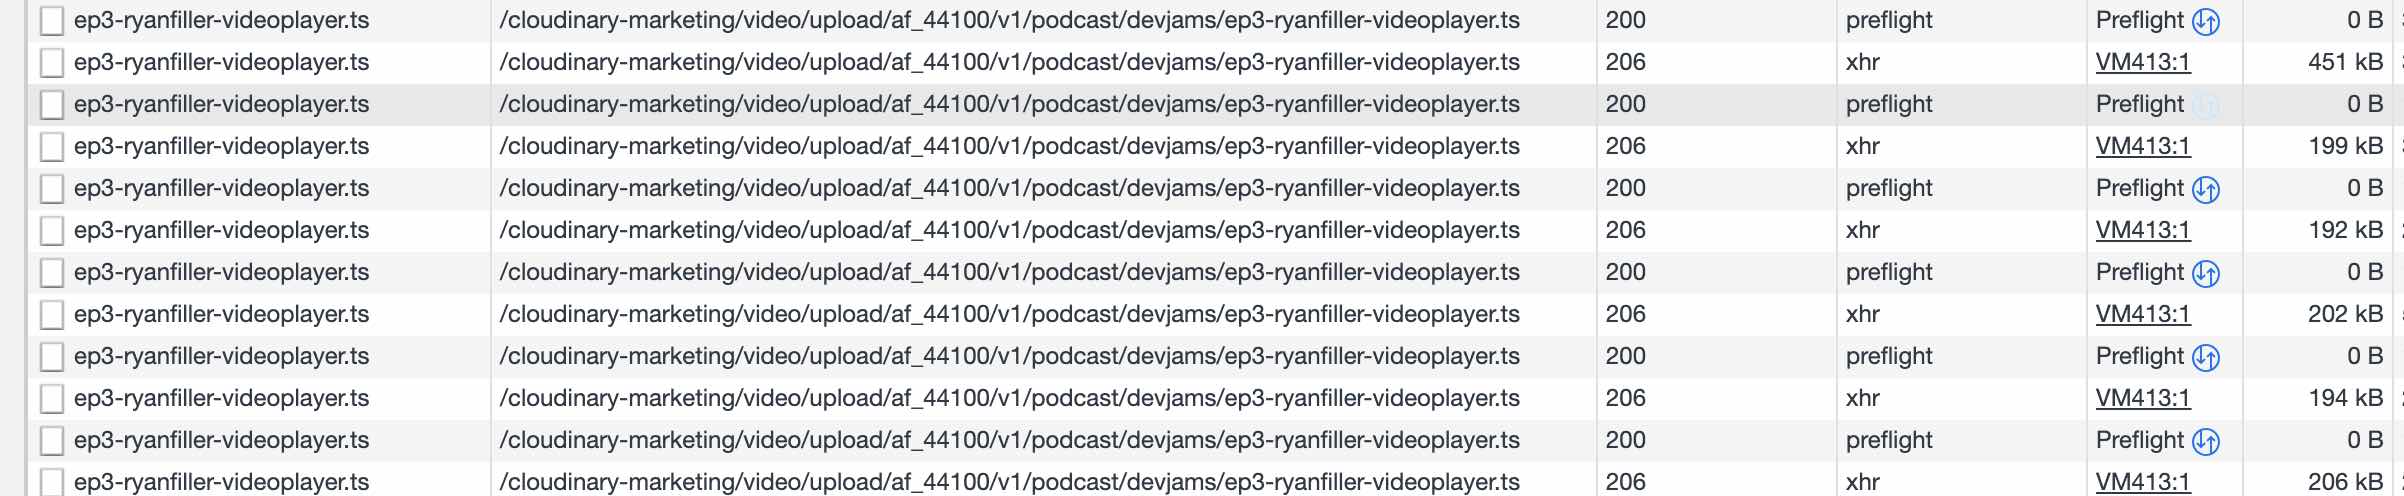 ep3-ryanfiller-videoplayer.ts /cloudinary-marketing/video/upload/af_44100/v1/podcast/devjams/ep3-ryanfiller-videoplayer.ts 200 preflight Preflight 0 B
ep3-ryanfiller-videoplayer.ts /cloudinary-marketing/video/upload/af_44100/v1/podcast/devjams/ep3-ryanfiller-videoplayer.ts 206 xhr VM413:1 451 kB
ep3-ryanfiller-videoplayer.ts /cloudinary-marketing/video/upload/af_44100/v1/podcast/devjams/ep3-ryanfiller-videoplayer.ts 200 preflight Preflight 0 B
ep3-ryanfiller-videoplayer.ts /cloudinary-marketing/video/upload/af_44100/v1/podcast/devjams/ep3-ryanfiller-videoplayer.ts 206 xhr VM413:1 199 kB
ep3-ryanfiller-videoplayer.ts /cloudinary-marketing/video/upload/af_44100/v1/podcast/devjams/ep3-ryanfiller-videoplayer.ts 200 preflight Preflight 0 B
ep3-ryanfiller-videoplayer.ts /cloudinary-marketing/video/upload/af_44100/v1/podcast/devjams/ep3-ryanfiller-videoplayer.ts 206 xhr VM413:1 192 kB
ep3-ryanfiller-videoplayer.ts /cloudinary-marketing/video/upload/af_44100/v1/podcast/devjams/ep3-ryanfiller-videoplayer.ts 200 preflight Preflight 0 B
ep3-ryanfiller-videoplayer.ts /cloudinary-marketing/video/upload/af_44100/v1/podcast/devjams/ep3-ryanfiller-videoplayer.ts 206 xhr VM413:1 202 kB
ep3-ryanfiller-videoplayer.ts /cloudinary-marketing/video/upload/af_44100/v1/podcast/devjams/ep3-ryanfiller-videoplayer.ts 200 preflight Preflight 0 B
ep3-ryanfiller-videoplayer.ts /cloudinary-marketing/video/upload/af_44100/v1/podcast/devjams/ep3-ryanfiller-videoplayer.ts 206 xhr VM413:1 194 kB
ep3-ryanfiller-videoplayer.ts /cloudinary-marketing/video/upload/af_44100/v1/podcast/devjams/ep3-ryanfiller-videoplayer.ts 200 preflight Preflight 0 B
ep3-ryanfiller-videoplayer.ts /cloudinary-marketing/video/upload/af_44100/v1/podcast/devjams/ep3-ryanfiller-videoplayer.ts 206 xhr VM413:1 206 kB